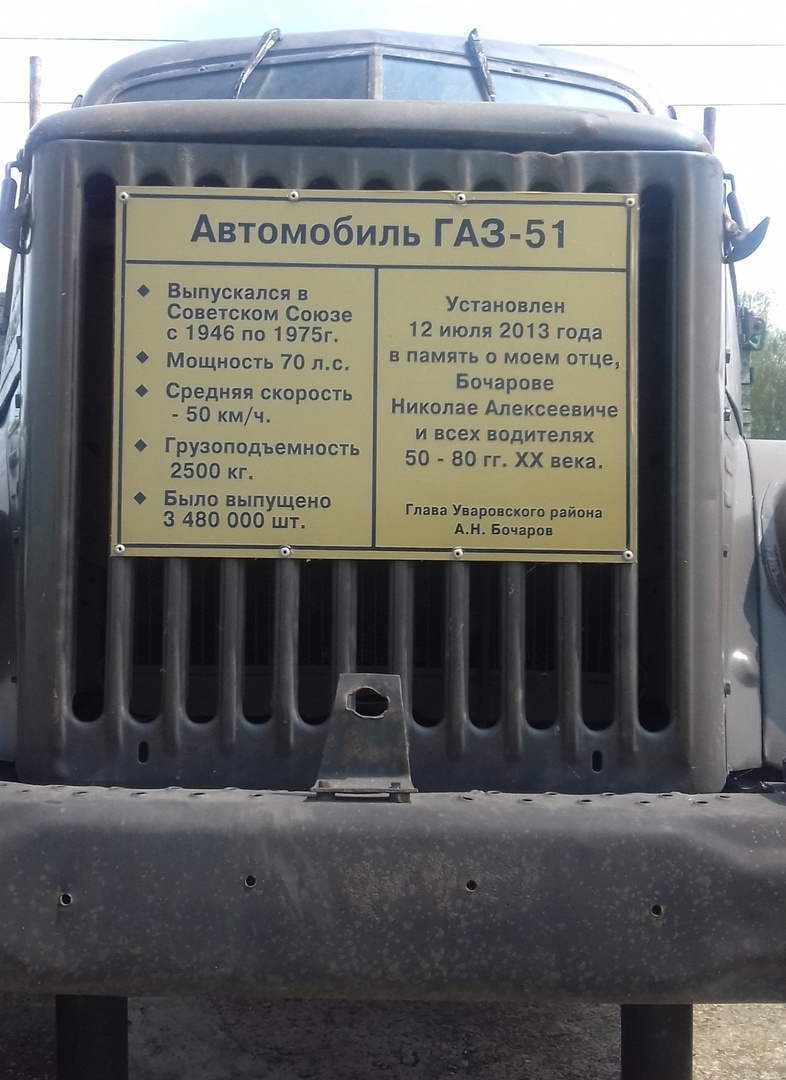 Автомобиль ГАЗ-51
Выпускался в
Советском Союзе
с 1946 по 1975г.
Мощность 70 л.с.
Средняя скорость
- 50 км/ч.
Грузоподъемность
2500 кг.
Было выпущено
3 480 000 шт.
Установлен
12 июля 2013 года
в память о моем отце,
Бочарове
Николае Алексеевиче
и всех водителях
50 - 80 гг. XX века.
Глава Уваровского района
А.Н. Бочаров